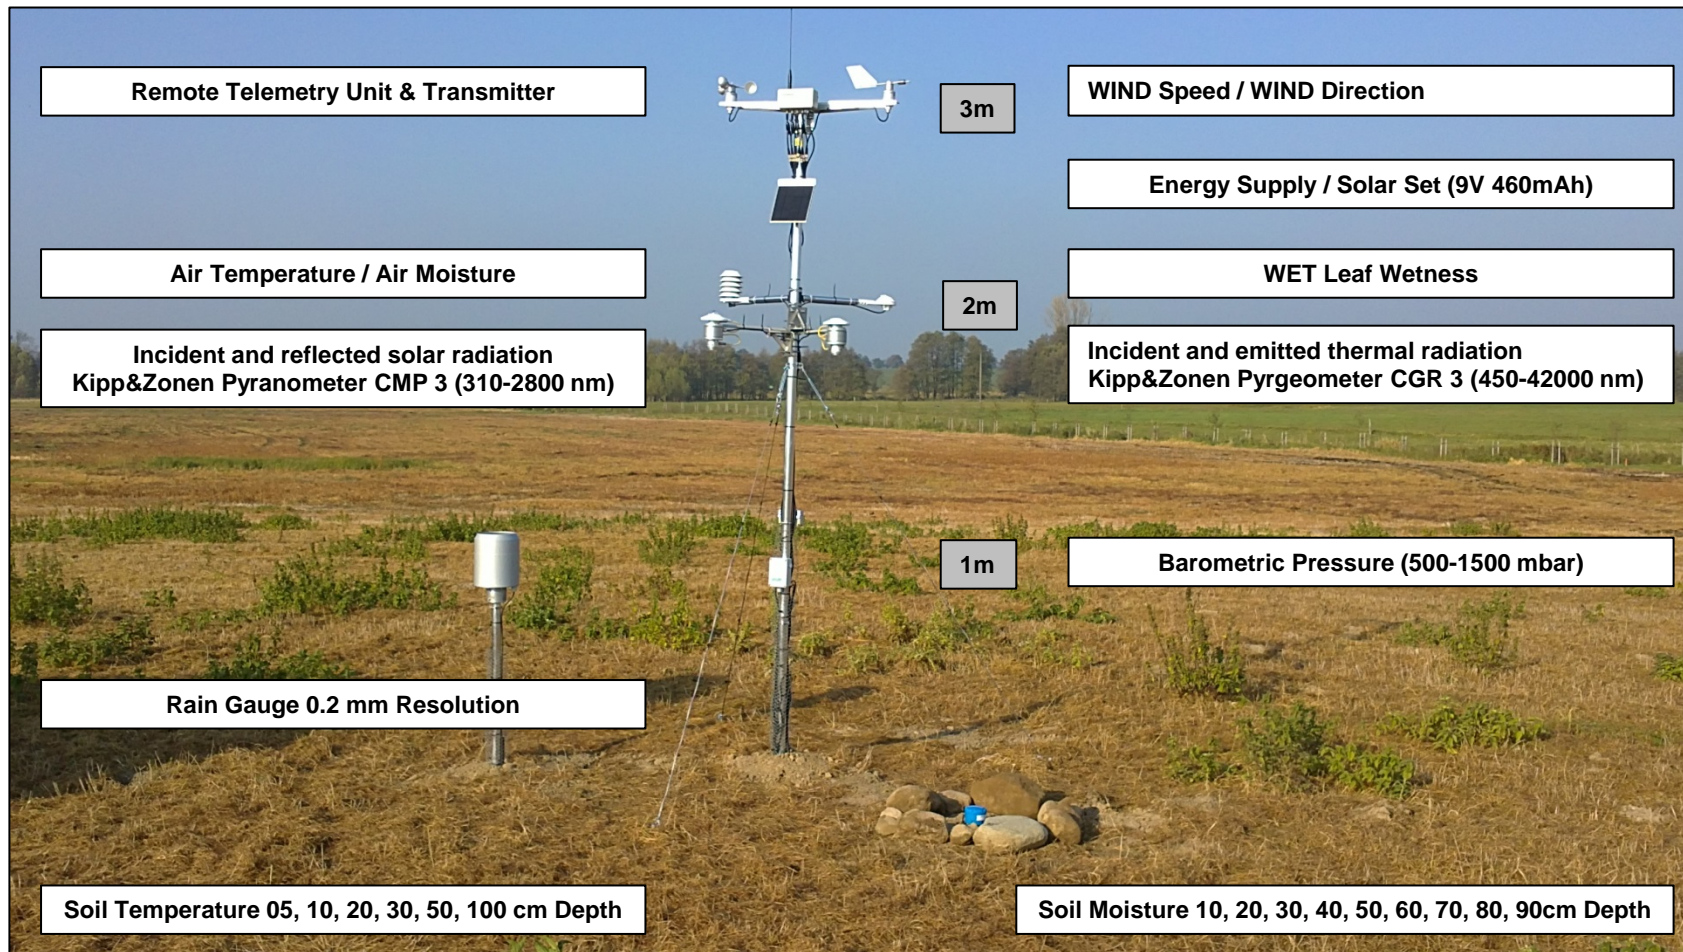 Remote Telemetry Unit & Transmitter
3m
WIND Speed / WIND Direction
Energy Supply / Solar Set (9V 460mAh)
Air Temperature / Air Moisture
2m
WET Leaf Wetness
Incident and reflected solar radiation
Kipp&Zonen Pyranometer CMP 3 (310-2800 nm)
Incident and emitted thermal radiation
Kipp&Zonen Pyrgeometer CGR 3 (450-42000 nm)
1m
Barometric Pressure (500-1500 mbar)
Rain Gauge 0.2 mm Resolution
Soil Temperature 05, 10, 20, 30, 50, 100 cm Depth
Soil Moisture 10, 20, 30, 40, 50, 60, 70, 80, 90cm Depth